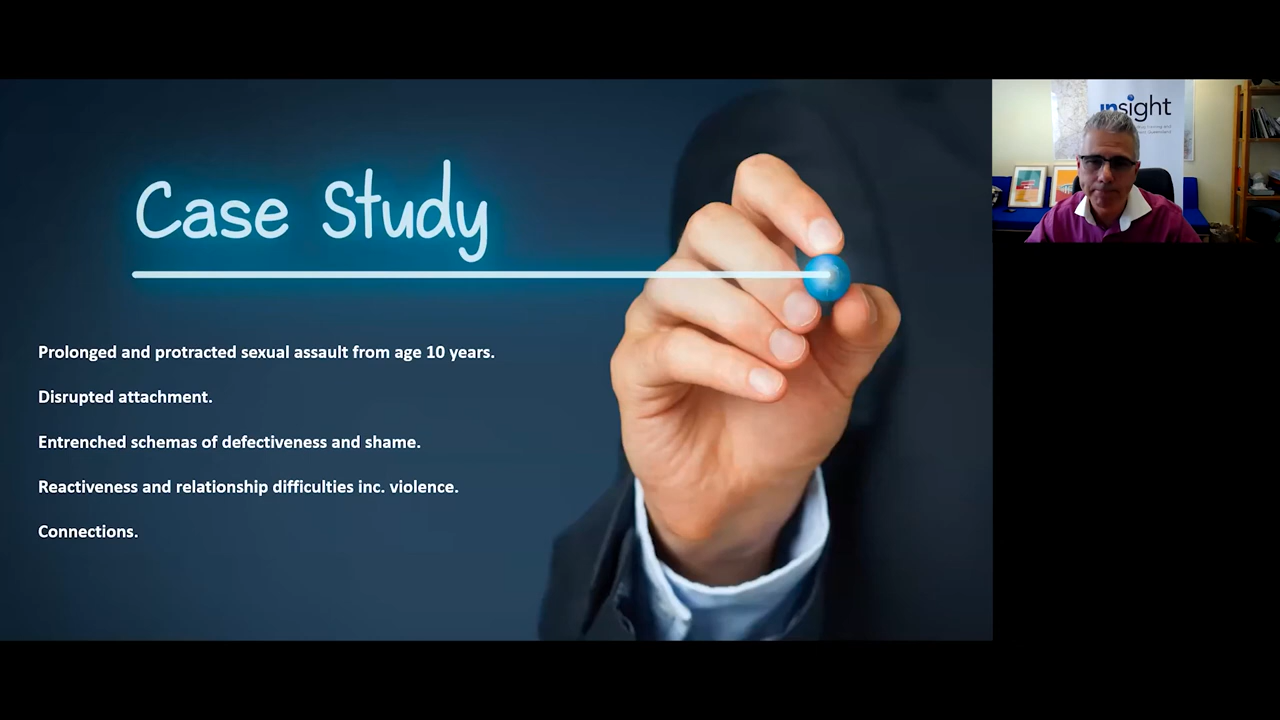 Case Study
Prolonged and protracted sexual assault from age 10 years.
Disrupted attachment.
Entrenched schemas of defectiveness and shame.
Reactiveness and relationship difficulties inc. violence.
Connections.
insight